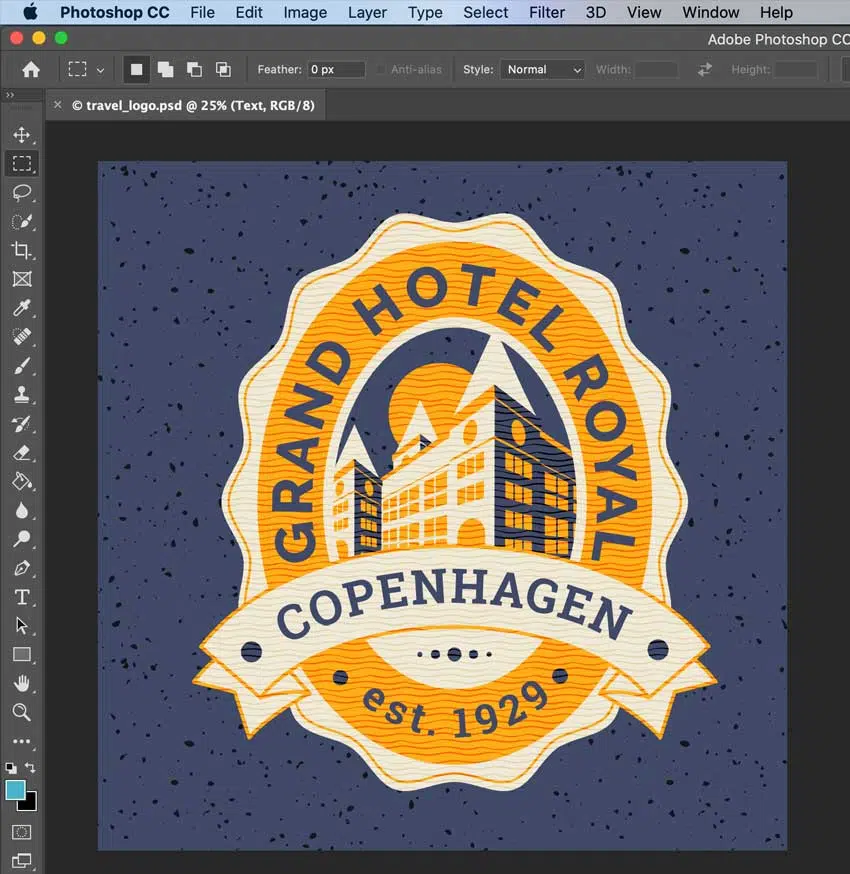 Photoshop CC File Edit Image Layer Type Select Filter 3D View Window Help
Adobe Photoshop CC
Feather: 0 px Anti-alias Style: Normal Width: Height:
× © travel_logo.psd @ 25% (Text, RGB/8)
GRAND HOTEL ROYAL
COPENHAGEN
est. 1929